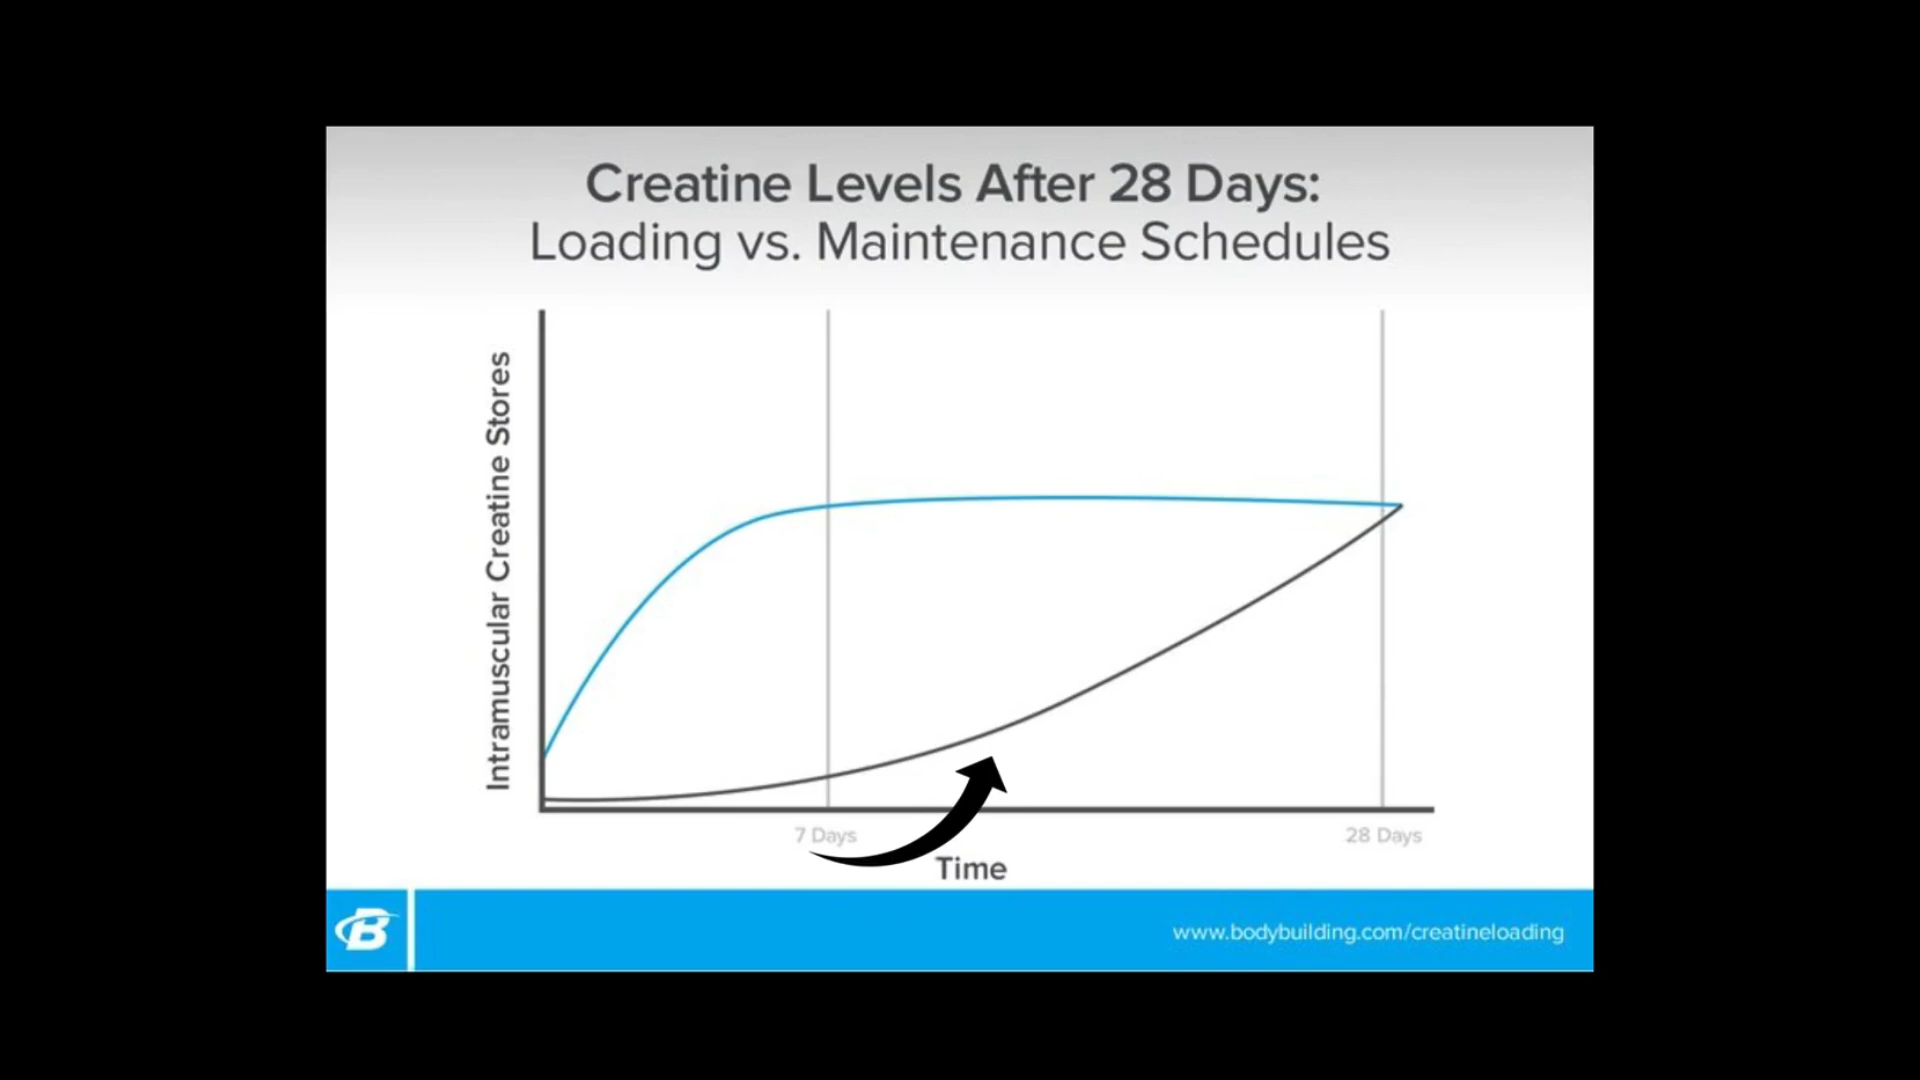 Creatine Levels After 28 Days:
Loading vs. Maintenance Schedules
Intramuscular Creatine Stores
7 Days
28 Days
Time
B
www.bodybuilding.com/creatineloading